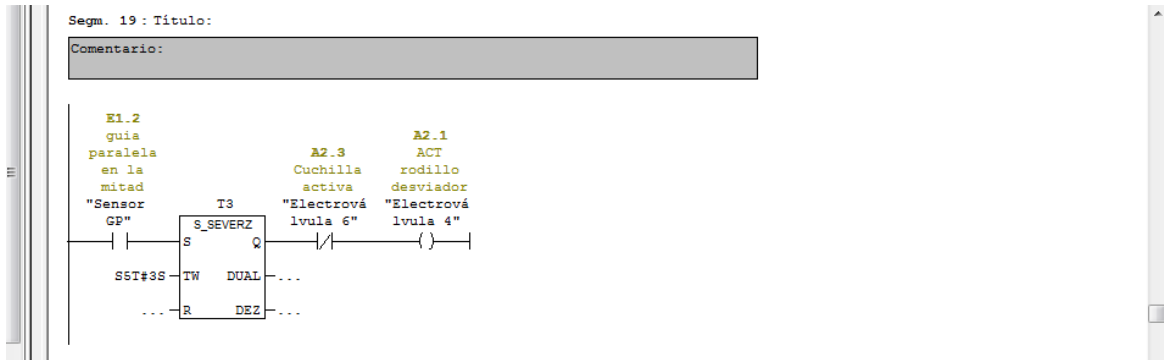 Segm. 19 : Título:
Comentario:
E1.2
guia
paralela
en la
mitad
"Sensor
GP"
T3
S_SEVERZ
S
Q
S5T#3S
TW
DUAL
...
...
R
DEZ
...
A2.3
Cuchilla
activa
"Electrová
lvula 6"
A2.1
ACT
rodillo
desviador
"Electrová
lvula 4"